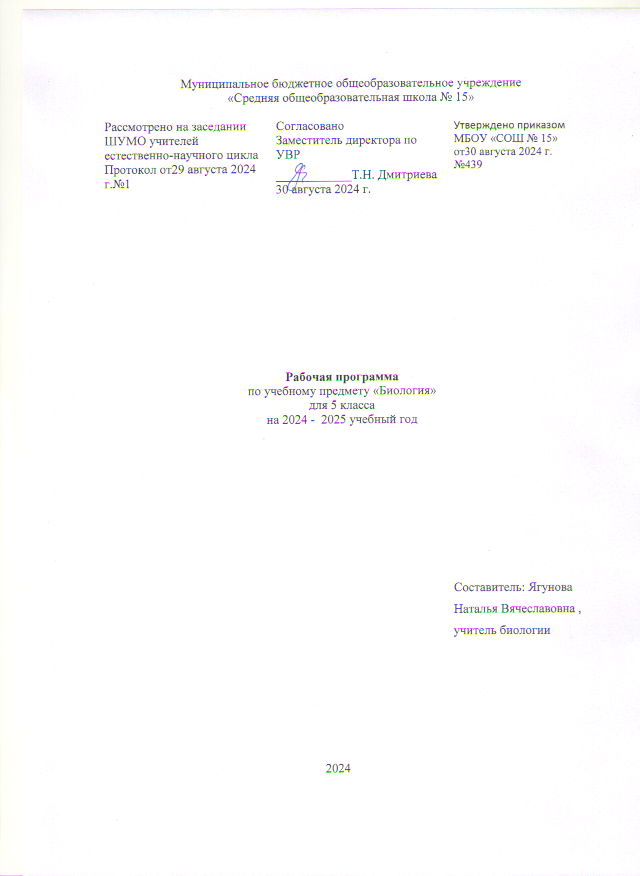 Муниципальное бюджетное общеобразовательное учреждение
«Средняя общеобразовательная школа № 15»
Рассмотрено на заседании
ШУМО учителей
естественно-научного цикла
Протокол от29 августа 2024
г.№1
Согласовано
Заместитель директора по
УВР
____________Т.Н. Дмитриева
30 августа 2024 г.
Утверждено приказом
МБОУ «СОШ № 15»
от30 августа 2024 г.
№439
Рабочая программа
по учебному предмету «Биология»
для 5 класса
на 2024 - 2025 учебный год
Составитель: Ягунова
Наталья Вячеславовна ,
учитель биологии
2024